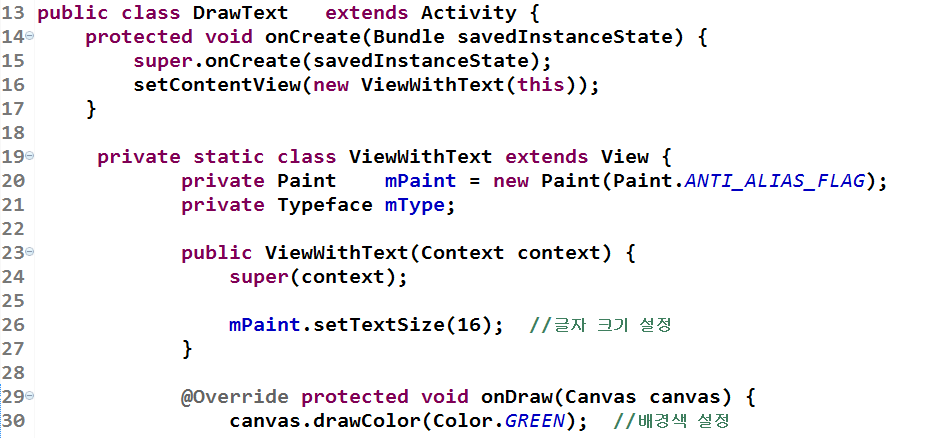 13 public class DrawText   extends Activity {
14     protected void onCreate(Bundle savedInstanceState) {
15         super.onCreate(savedInstanceState);
16         setContentView(new ViewWithText(this));
17     }
18
19      private static class ViewWithText extends View {
20             private Paint    mPaint = new Paint(Paint.ANTI_ALIAS_FLAG);
21             private Typeface mType;
22
23             public ViewWithText(Context context) {
24                 super(context);
25
26                 mPaint.setTextSize(16);  //글자 크기 설정
27             }
28
29             @Override protected void onDraw(Canvas canvas) {
30                 canvas.drawColor(Color.GREEN);  //배경색 설정